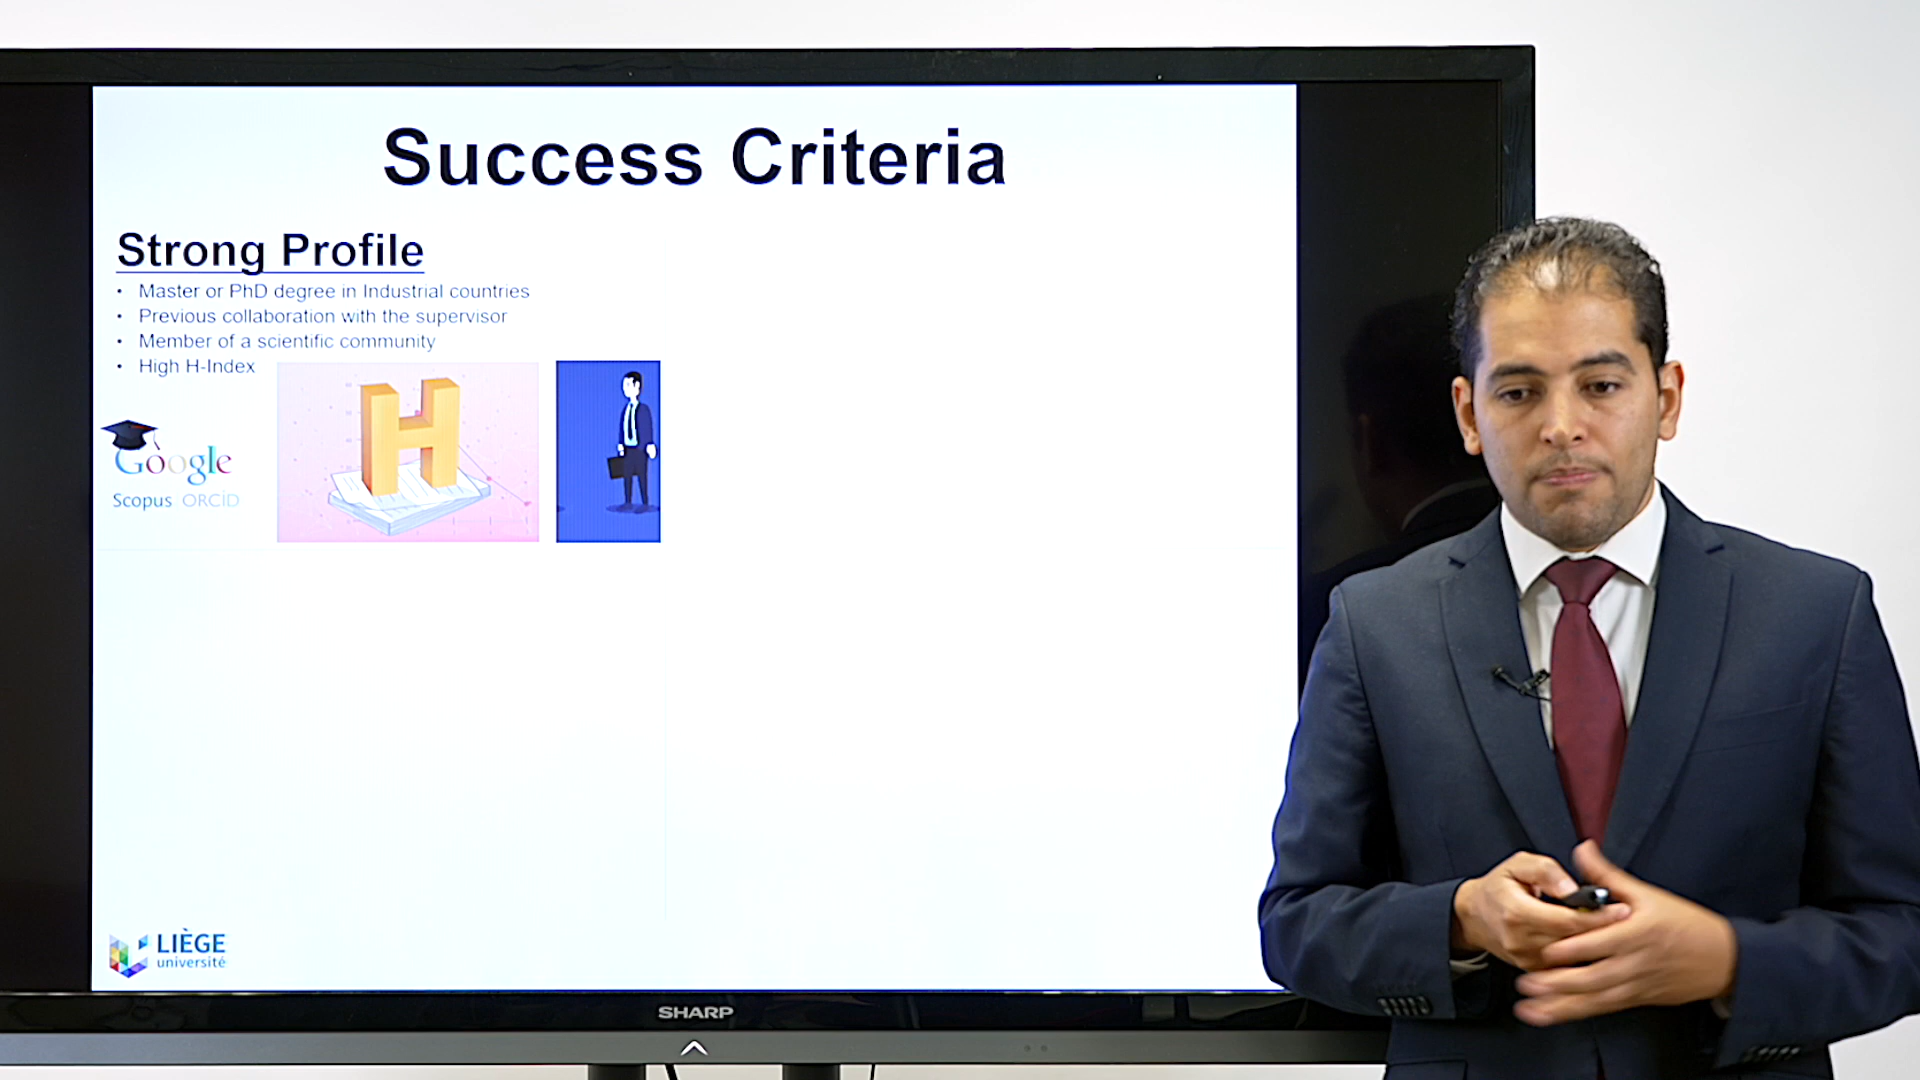 Success Criteria
Strong Profile
• Master or PhD degree in Industrial countries
• Previous collaboration with the supervisor
• Member of a scientific community
• High H-Index
H
Google
Scopus ORCID
LIÈGE
université
SHARP